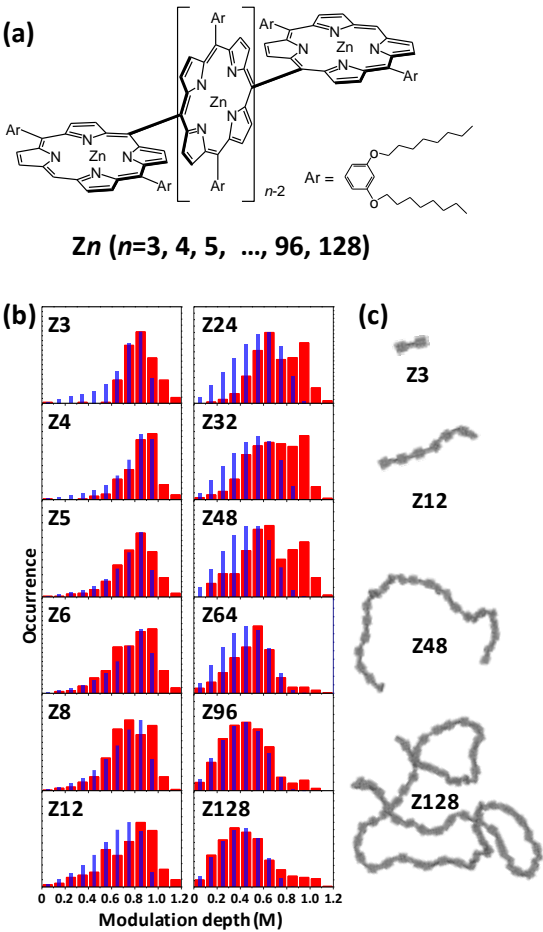 (a)
Ar
Ar
Zn
N
N
N
N
Ar
Ar
Zn
N
N
N
N
Ar
n-2
Ar
Zn
N
N
N
N
Ar
Ar =
O
O
Zn (n=3, 4, 5, ..., 96, 128)
(b)
(c)
Z3
Z24
Z4
Z32
Z5
Z48
Z6
Z64
Z8
Z96
Z12
Z128
Occurrence
0 0.2 0.4 0.6 0.8 1.0 1.2
0 0.2 0.4 0.6 0.8 1.0 1.2
Modulation depth (M)
Z3
Z12
Z48
Z128